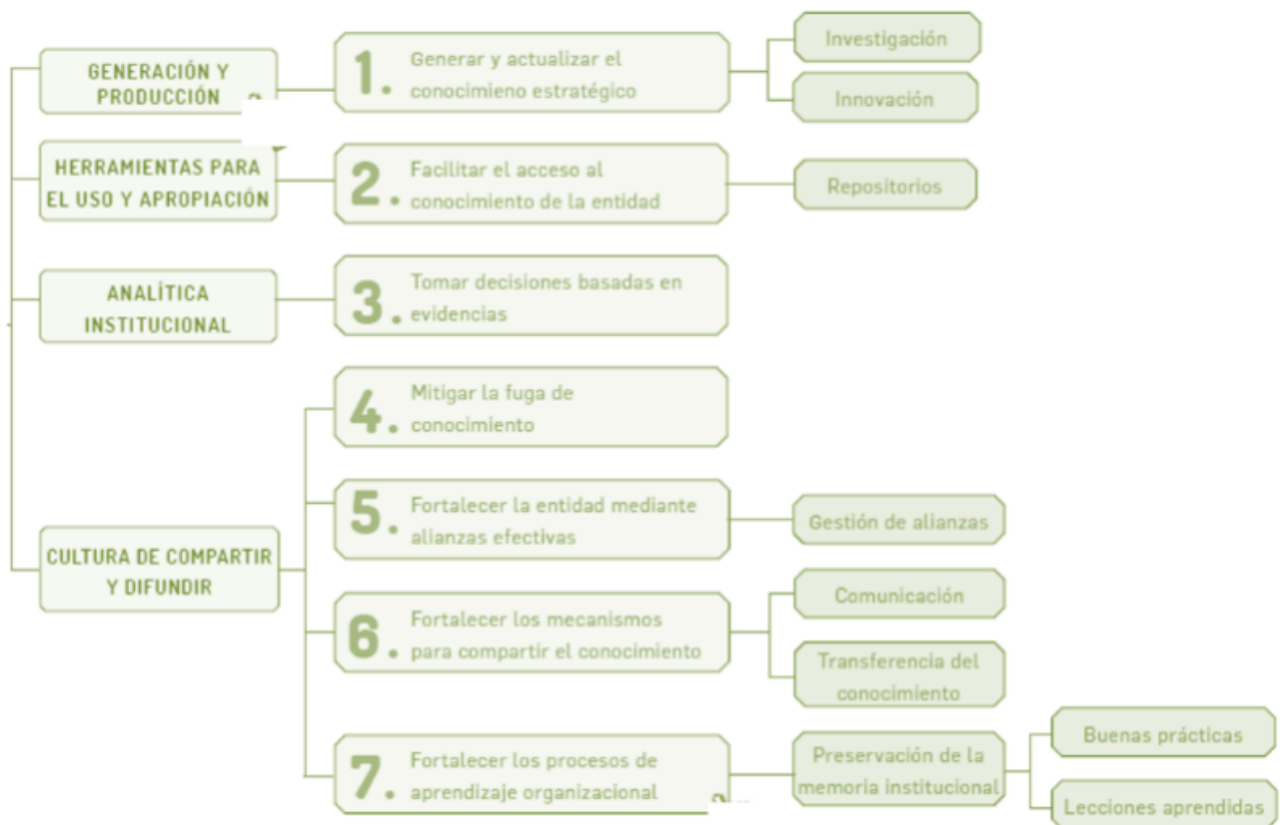 GENERACIÓN Y
PRODUCCIÓN
1. Generar y actualizar el
conocimieno estratégico
Investigación
Innovación
HERRAMIENTAS PARA
EL USO Y APROPIACIÓN
2. Facilitar el acceso al
conocimiento de la entidad
Repositorios
ANALÍTICA
INSTITUCIONAL
3. Tomar decisiones basadas en
evidencias
CULTURA DE COMPARTIR
Y DIFUNDIR
4. Mitigar la fuga de
conocimiento
5. Fortalecer la entidad mediante
alianzas efectivas
Gestión de alianzas
6. Fortalecer los mecanismos
para compartir el conocimiento
Comunicación
Transferencia del
conocimiento
7. Fortalecer los procesos de
aprendizaje organizacional
Preservación de la
memoria institucional
Buenas prácticas
Lecciones aprendidas